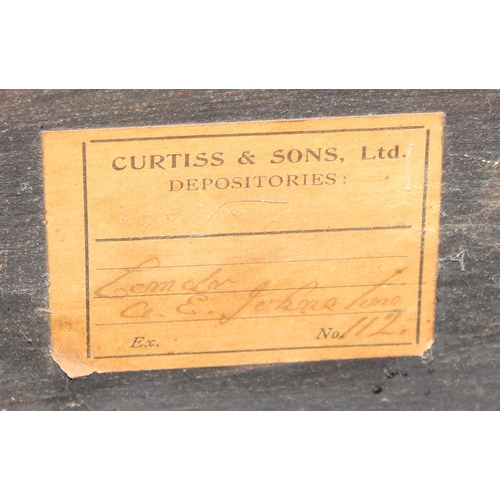 CURTISS & SONS, Ltd.
DEPOSITORIES:
A. E.
Ex. No. 112.